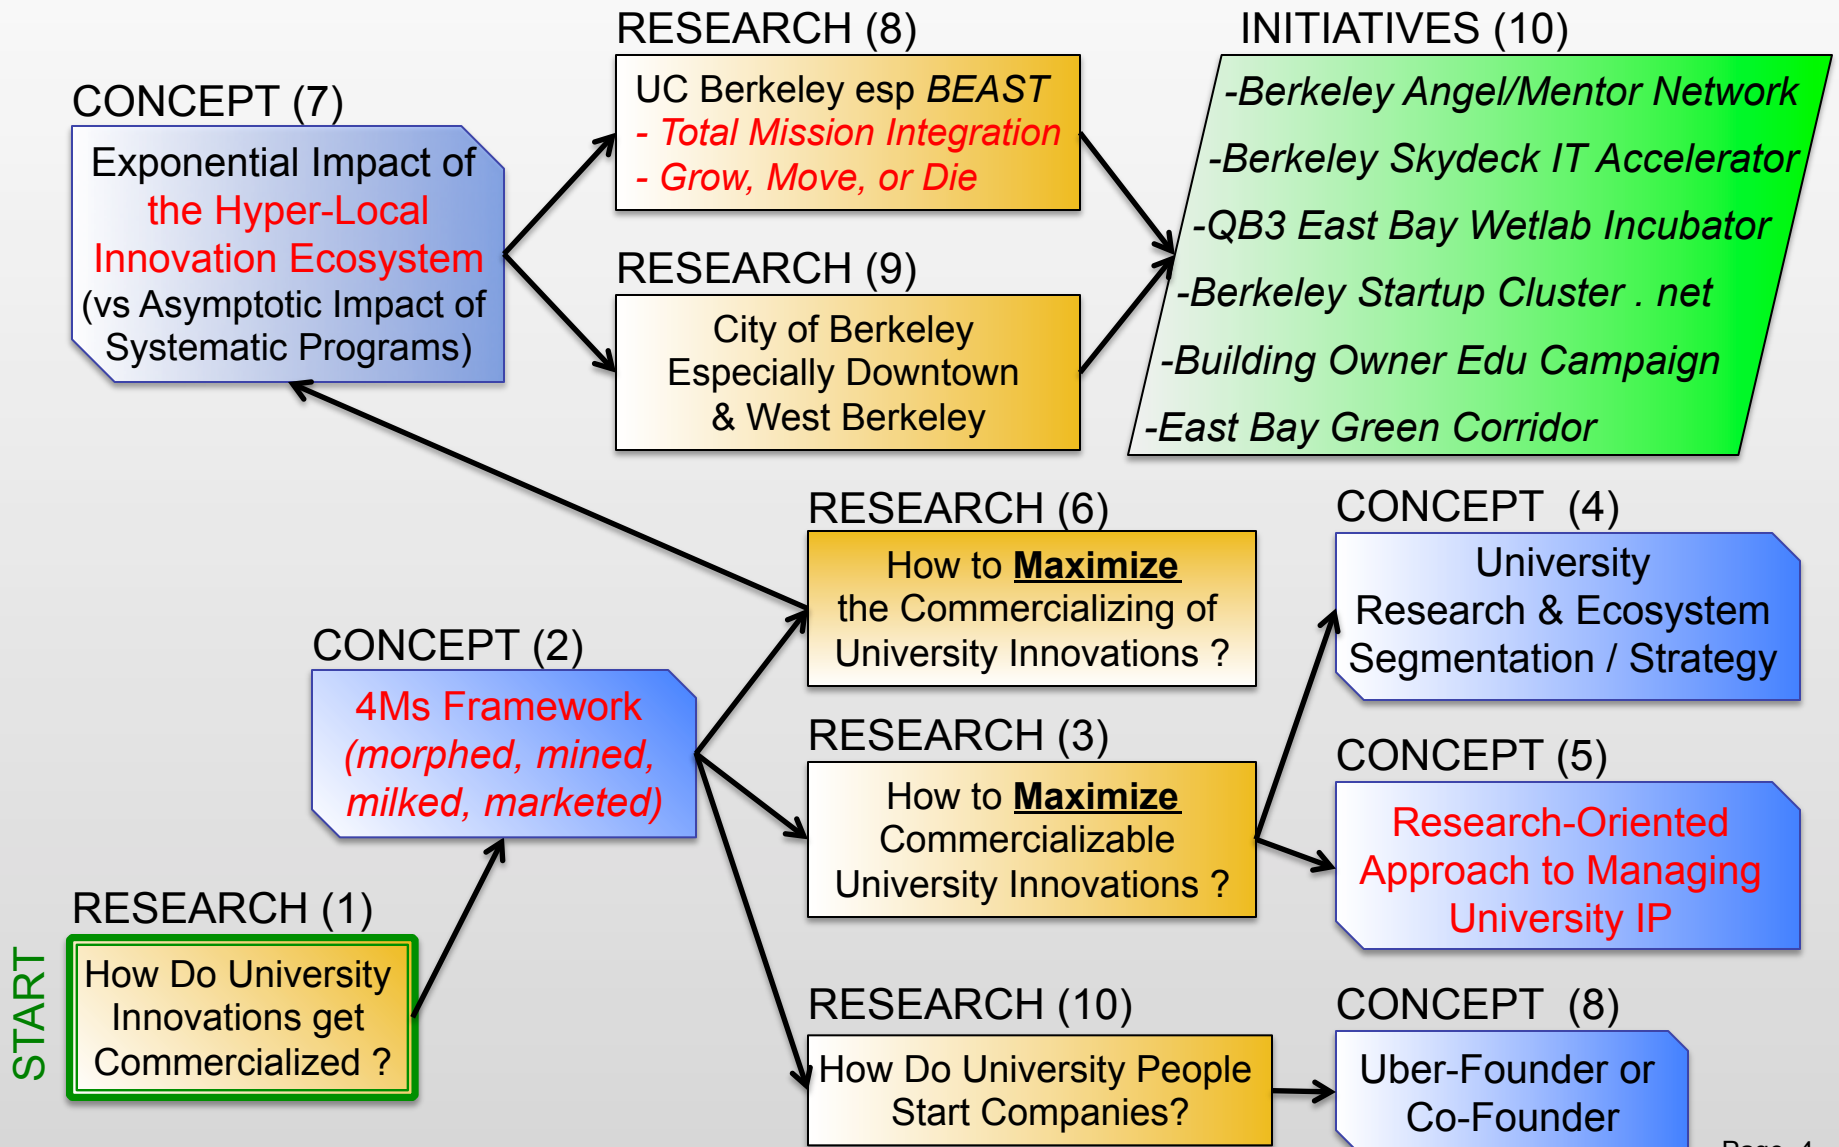 RESEARCH (8)
UC Berkeley esp BEAST
- Total Mission Integration
- Grow, Move, or Die
INITIATIVES (10)
-Berkeley Angel/Mentor Network
-Berkeley Skydeck IT Accelerator
-QB3 East Bay Wetlab Incubator
-Berkeley Startup Cluster . net
-Building Owner Edu Campaign
-East Bay Green Corridor
CONCEPT (7)
Exponential Impact of
the Hyper-Local
Innovation Ecosystem
(vs Asymptotic Impact of
Systematic Programs)
RESEARCH (9)
City of Berkeley
Especially Downtown
& West Berkeley
RESEARCH (6)
How to Maximize
the Commercializing of
University Innovations ?
CONCEPT (4)
University
Research & Ecosystem
Segmentation / Strategy
CONCEPT (2)
4Ms Framework
(morphed, mined,
milked, marketed)
RESEARCH (3)
How to Maximize
Commercializable
University Innovations ?
CONCEPT (5)
Research-Oriented
Approach to Managing
University IP
RESEARCH (1)
START
How Do University
Innovations get
Commercialized ?
RESEARCH (10)
How Do University People
Start Companies?
CONCEPT (8)
Uber-Founder or
Co-Founder
Page 4